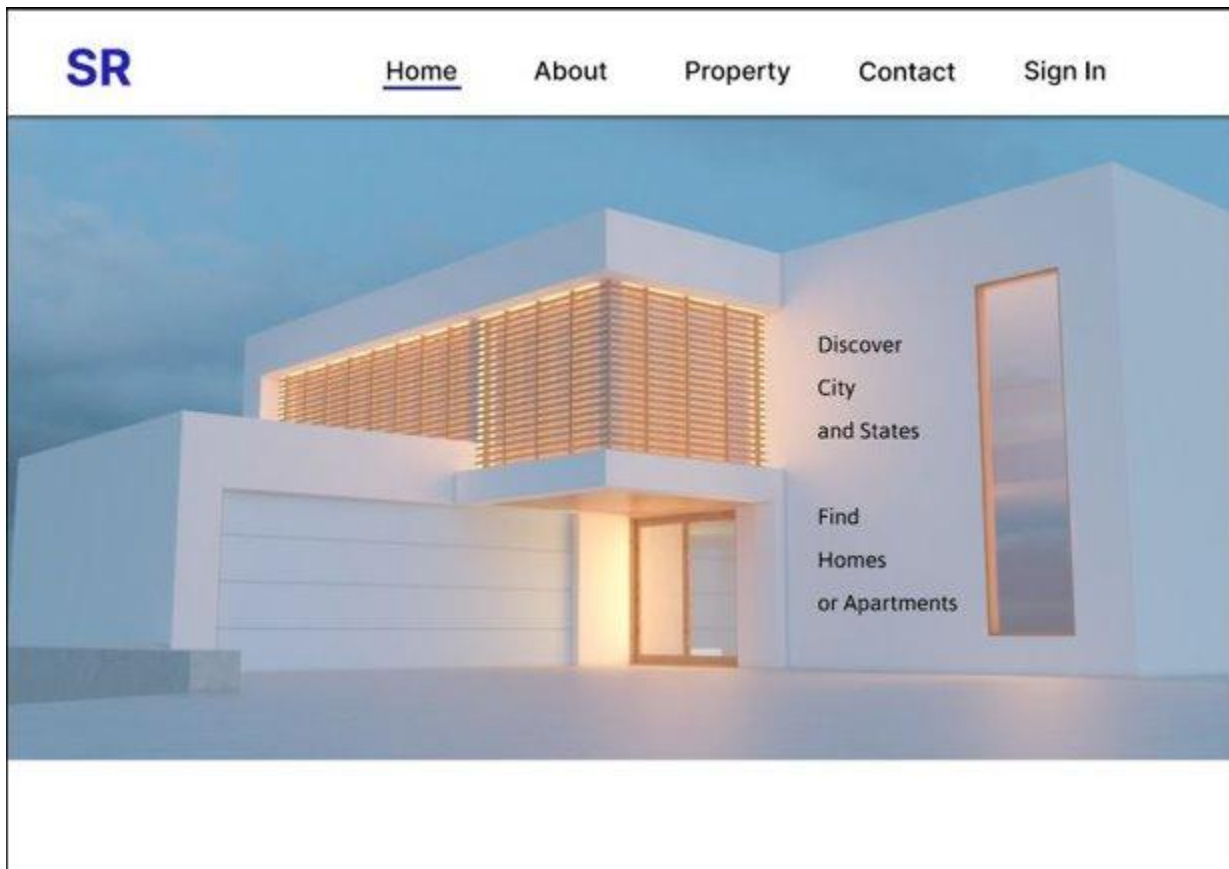 SR
Home About Property Contact Sign In
Discover
City
and States
Find
Homes
or Apartments